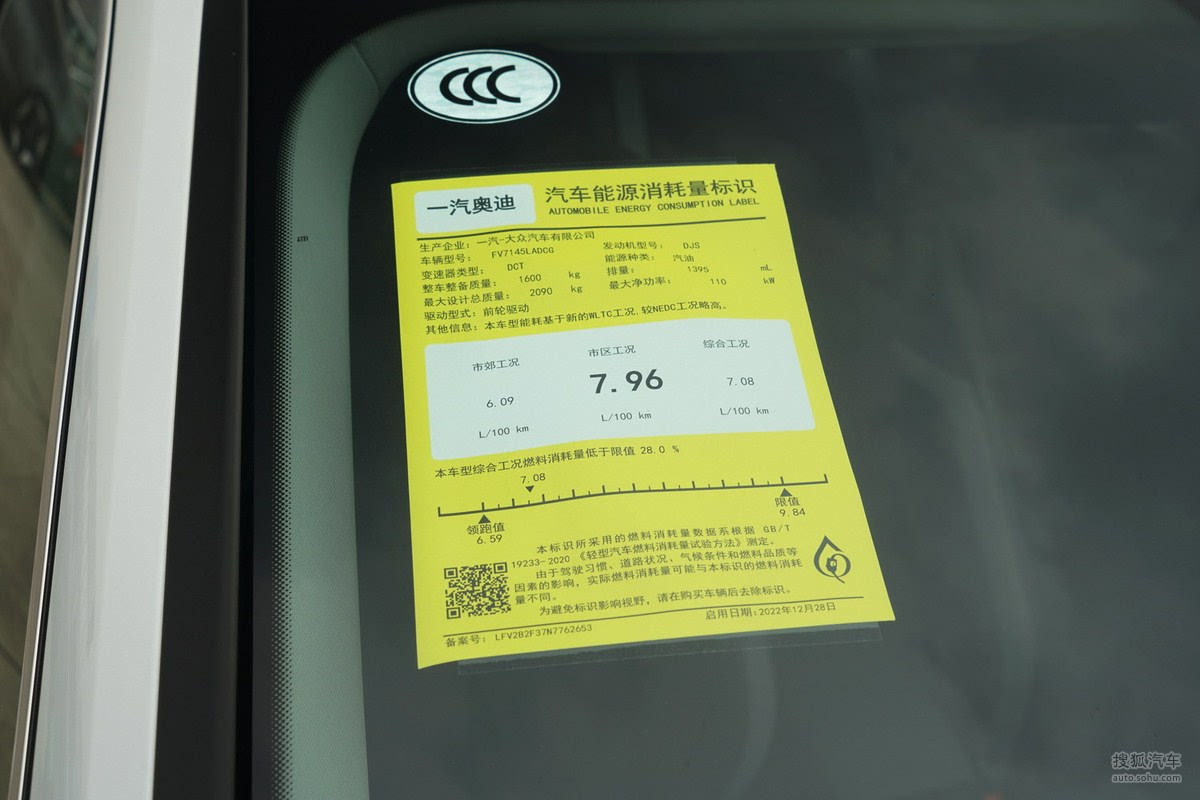 CCC
一汽奥迪
汽车能源消耗量标识
AUTOMOBILE ENERGY CONSUMPTION LABEL
生产企业：一汽-大众汽车有限公司
车辆型号： FV7145LADCG 发动机型号： DJS
变速器类型： DCT 能源种类： 汽油
整车整备质量： 1600 kg 排量： 1395 mL
最大设计总质量： 2090 kg 最大净功率： 110 kW
驱动型式：前轮驱动
其他信息：本车型能耗基于新的WLTC工况,较NEDC工况略高。
市郊工况 市区工况 综合工况
6.09 7.96 7.08
L/100 km L/100 km L/100 km
本车型综合工况燃料消耗量低于限值 28.0 %
7.08
领跑值 限值
6.59 9.84
本标识所采用的燃料消耗量数据系根据 GB/T
19233-2020 《轻型汽车燃料消耗量试验方法》测定。
由于驾驶习惯、道路状况，气候条件和燃料品质等
因素的影响，实际燃料消耗量可能与本标识的燃料消耗
量不同。
为避免标识影响视野，请在购买车辆后去除标识。
备案号： LFV2B2F37N7762653 启用日期:2022年12月28日
搜狐汽车
auto.sohu.com